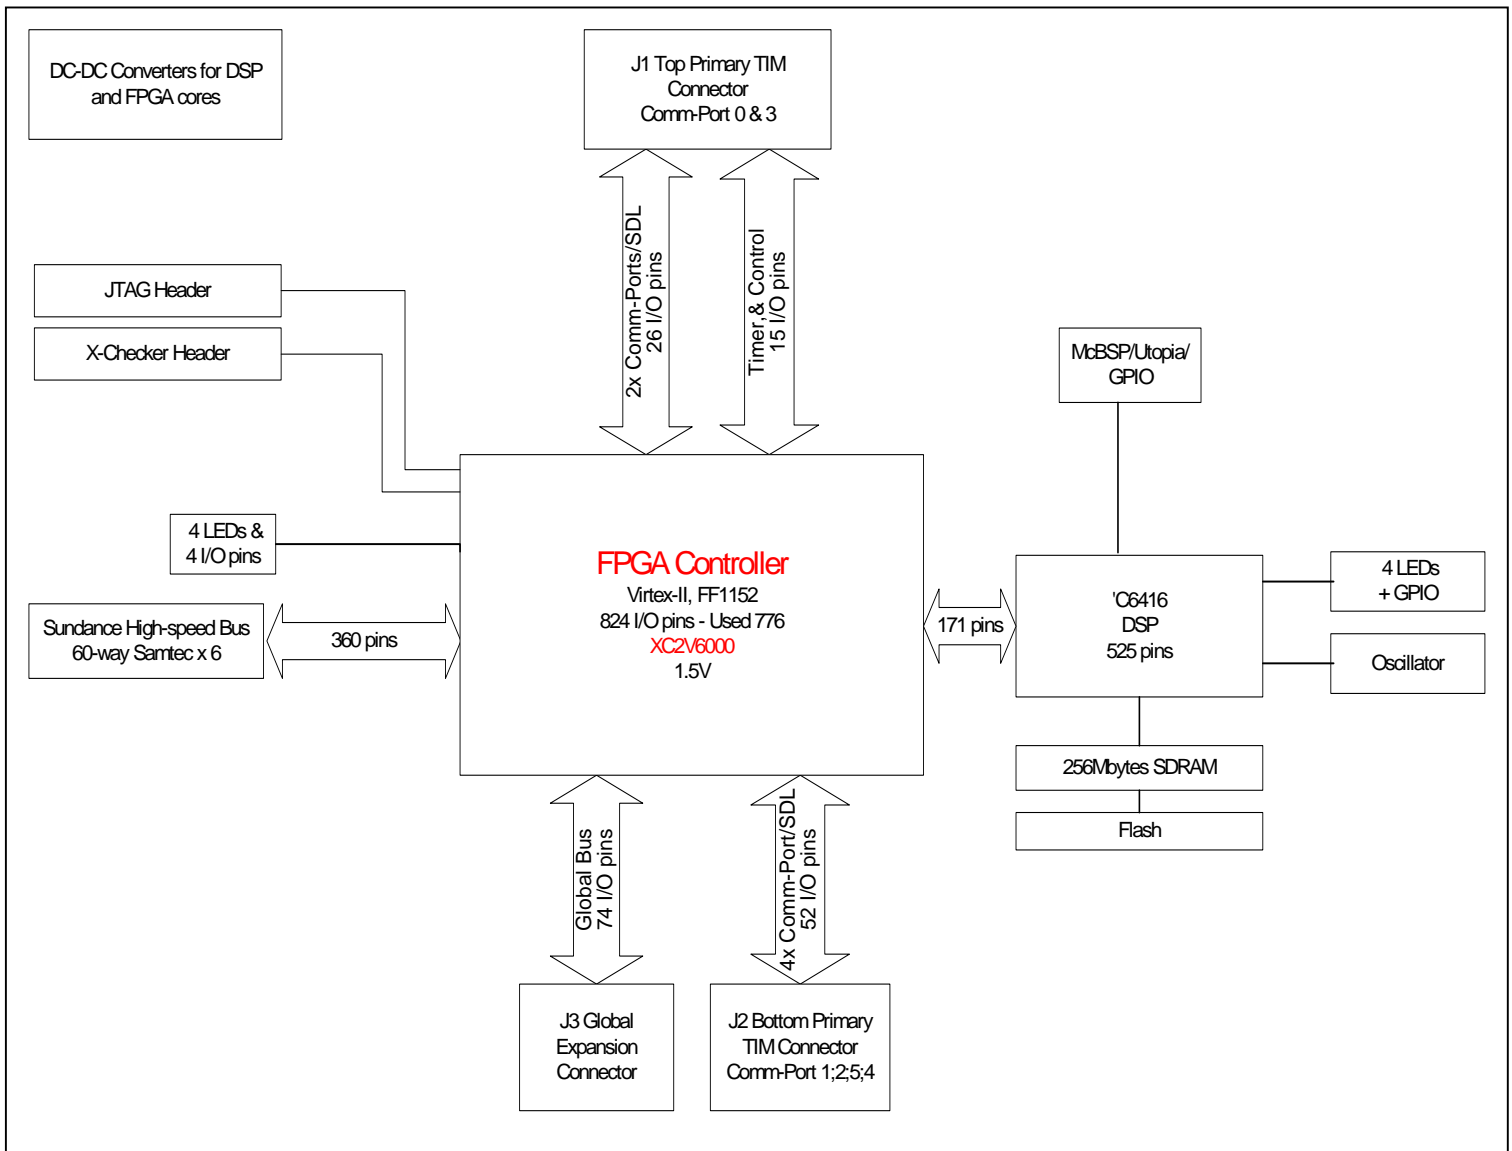 DC-DC Converters for DSP
and FPGA cores
J1 Top Primary TIM
Connector
Comm-Port 0 & 3
2x Comm-Ports/SDL
26 I/O pins
Timer,& Control
15 I/O pins
JTAG Header
X-Checker Header
McBSP/Utopia/
GPIO
4 LEDs &
4 I/O pins
FPGA Controller
Virtex-II, FF1152
824 I/O pins - Used 776
XC2V6000
1.5V
Sundance High-speed Bus
60-way Samtec x 6
360 pins
171 pins
'C6416
DSP
525 pins
4 LEDs
+ GPIO
Oscillator
256Mbytes SDRAM
Flash
Global Bus
74 I/O pins
4x Comm-Port/SDL
52 I/O pins
J3 Global
Expansion
Connector
J2 Bottom Primary
TIM Connector
Comm-Port 1;2;5;4